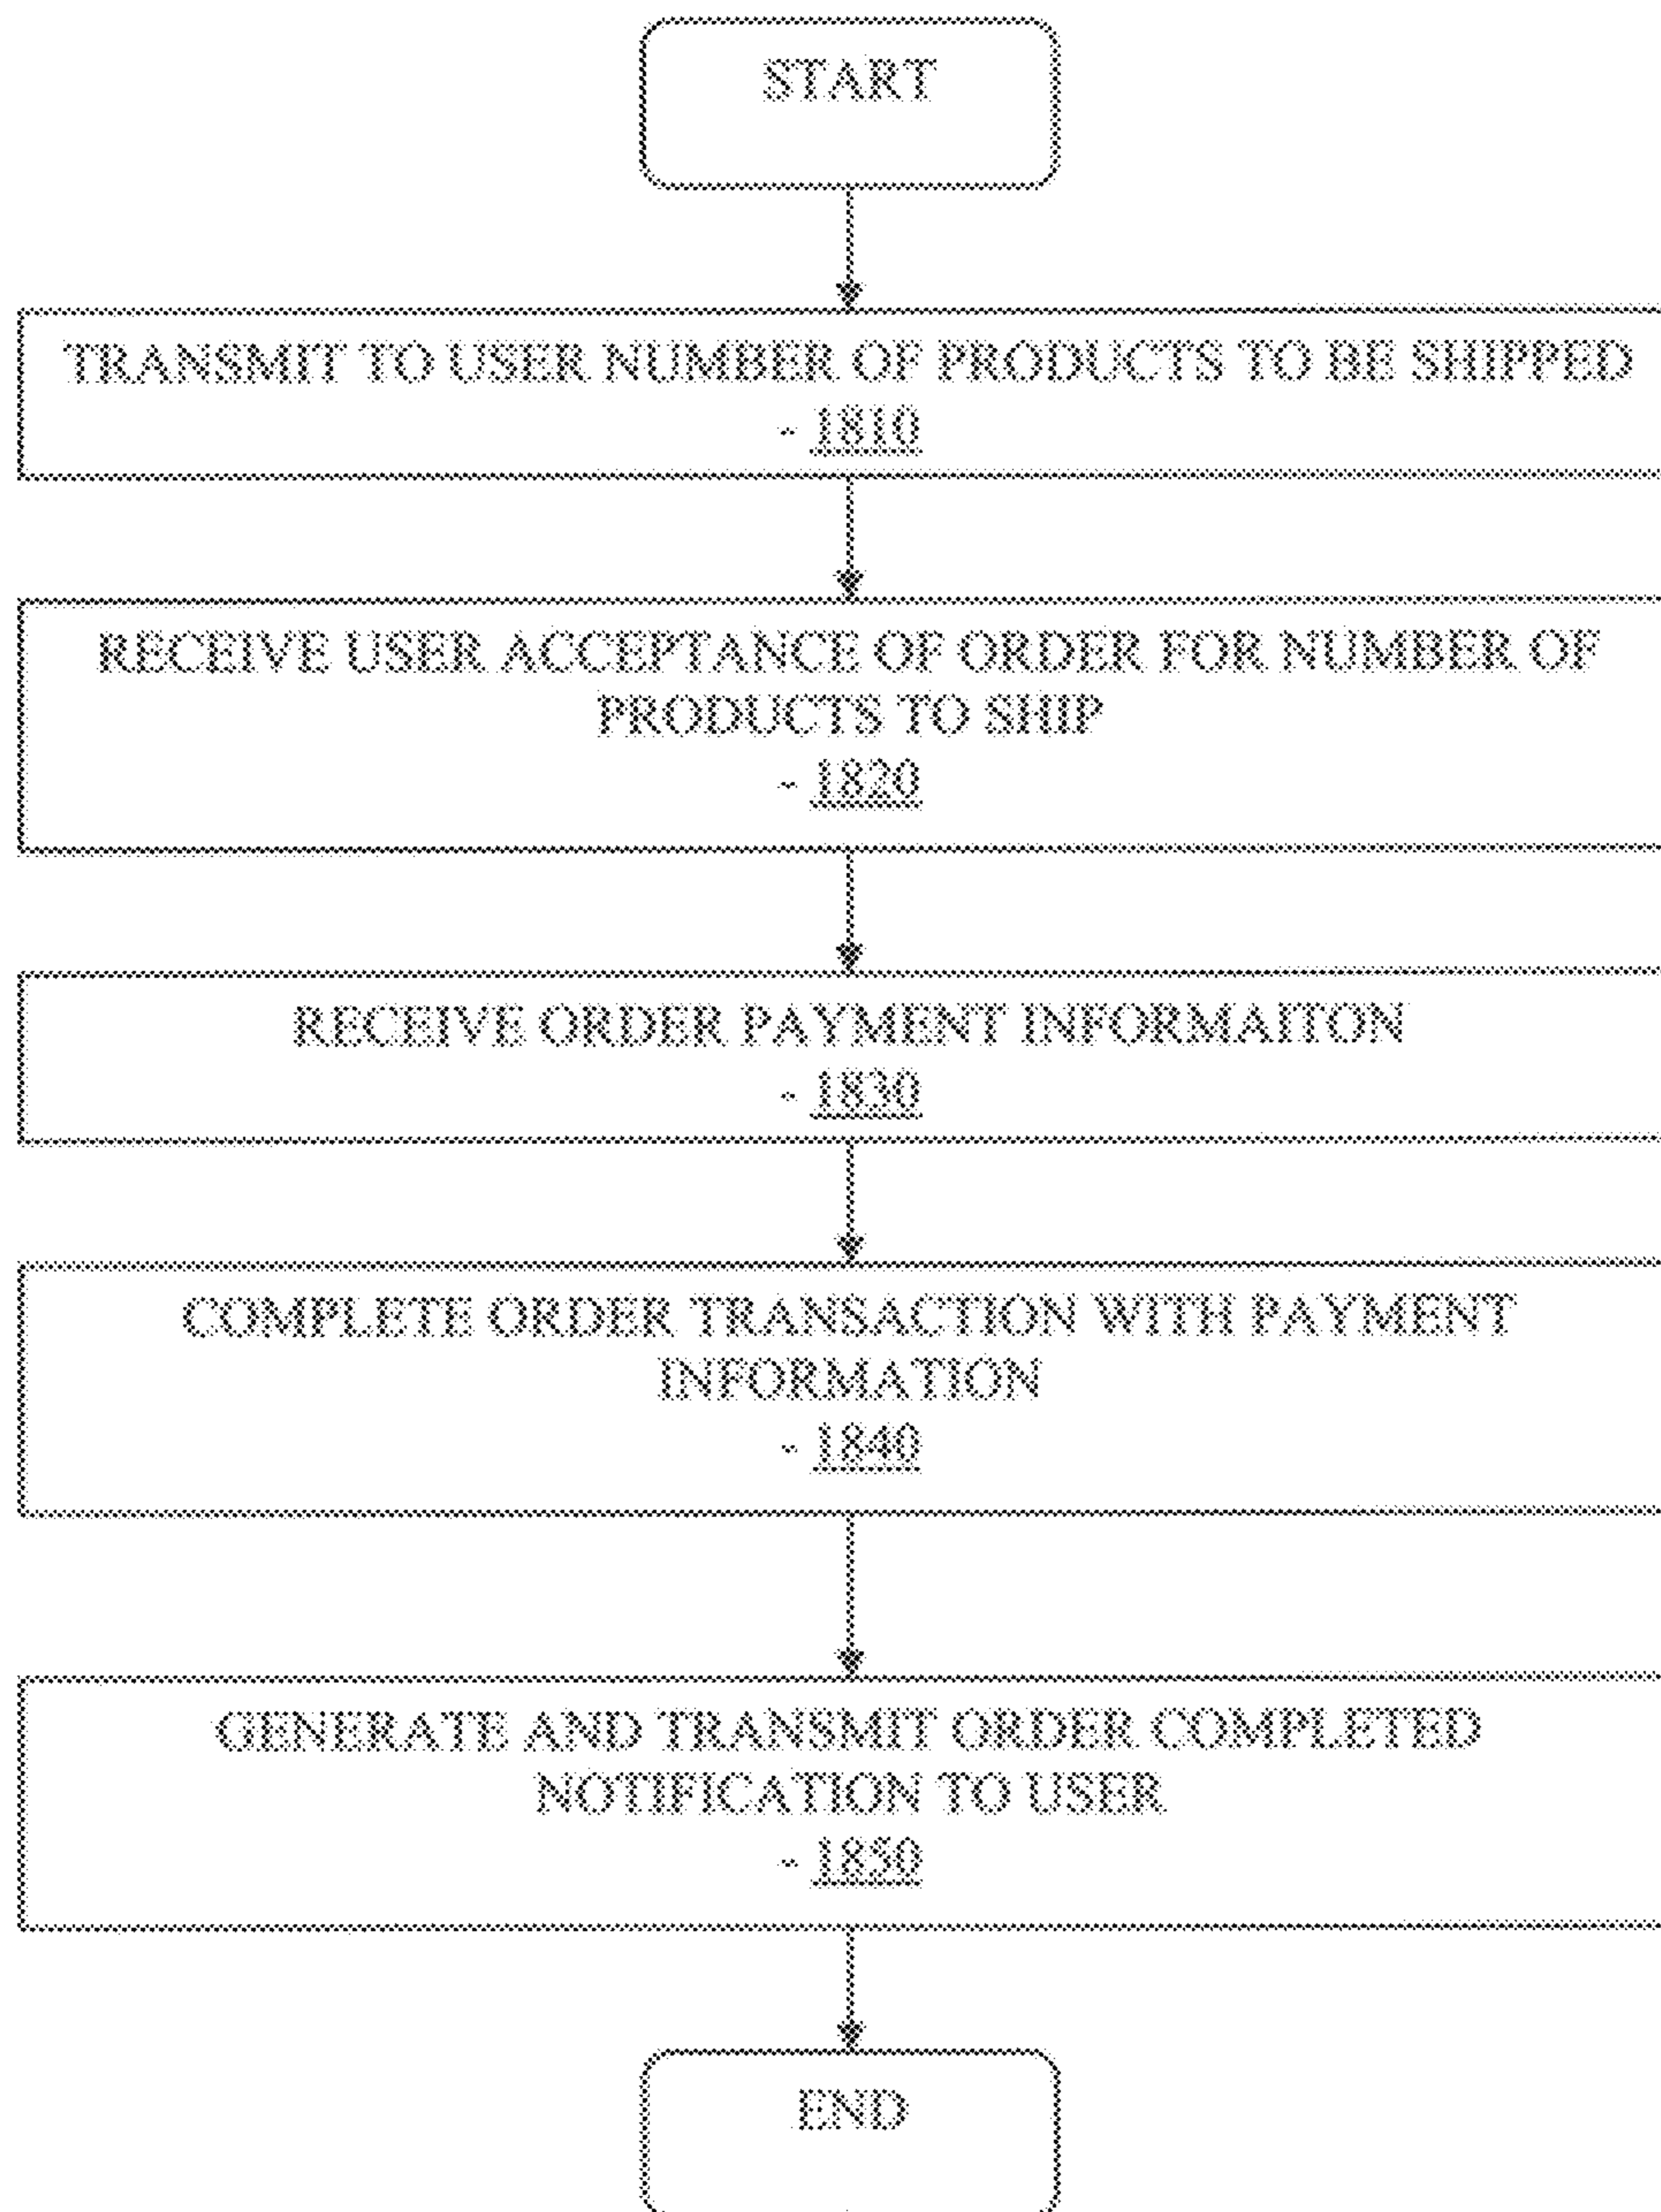 START
TRANSMIT TO USER NUMBER OF PRODUCTS TO BE SHIPPED
- 1810
RECEIVE USER ACCEPTANCE OF ORDER FOR NUMBER OF
PRODUCTS TO SHIP
- 1820
RECEIVE ORDER PAYMENT INFORMAITON
- 1830
COMPLETE ORDER TRANSACTION WITH PAYMENT
INFORMATION
- 1840
GENERATE AND TRANSMIT ORDER COMPLETED
NOTIFICATION TO USER
- 1850
END